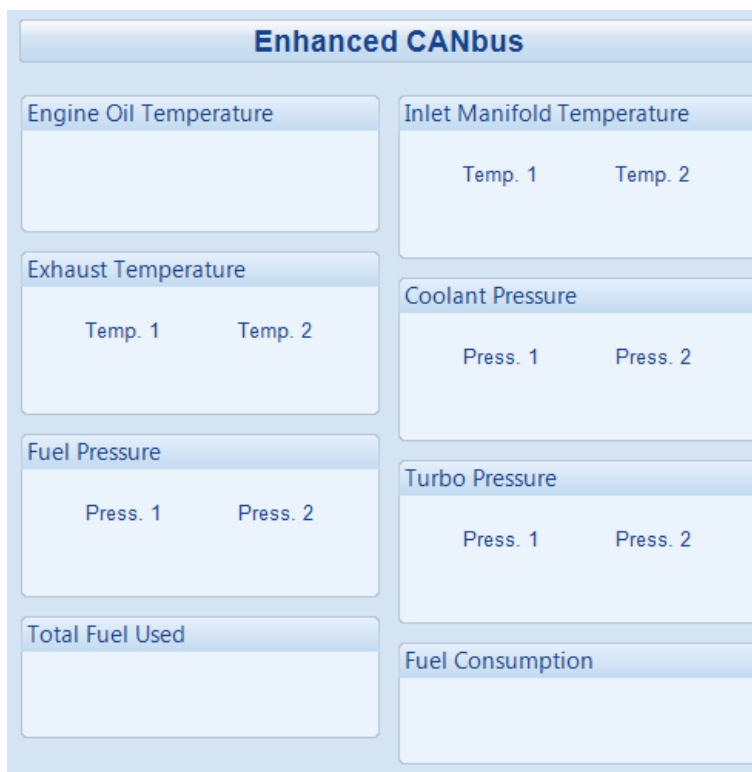 Enhanced CANbus
Engine Oil Temperature
Exhaust Temperature
Temp. 1 Temp. 2
Fuel Pressure
Press. 1 Press. 2
Total Fuel Used
Inlet Manifold Temperature
Temp. 1 Temp. 2
Coolant Pressure
Press. 1 Press. 2
Turbo Pressure
Press. 1 Press. 2
Fuel Consumption